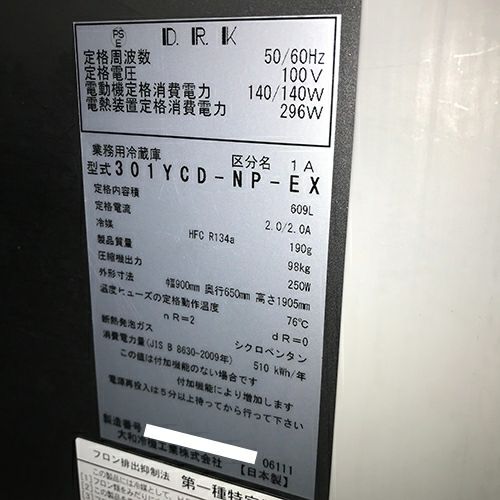 PS
E
D.R.K
定格周波数 50/60Hz
定格電圧 100V
電動機定格消費電力 140/140W
電熱装置定格消費電力 296W
業務用冷蔵庫 区分名 1A
型式 301YCD-NP-EX
定格内容積 609L
定格電流 2.0/2.0A
冷媒 HFC R134a 190g
製品質量 98kg
圧縮機出力 250W
外形寸法 幅900mm 奥行650mm 高さ1905mm
温度ヒューズの定格動作温度 76℃
nR=2 dR=0
断熱発泡ガス シクロペンタン
消費電力量(JIS B 8630-2009年) 510 kWh/年
この値は付加機能のない場合です
付加機能により増加します
電源再投入は5分以上待ってから行って下さい
製造番号 06111
大和冷機工業株式会社 【日本製】
フロン排出抑制法 第一種特定